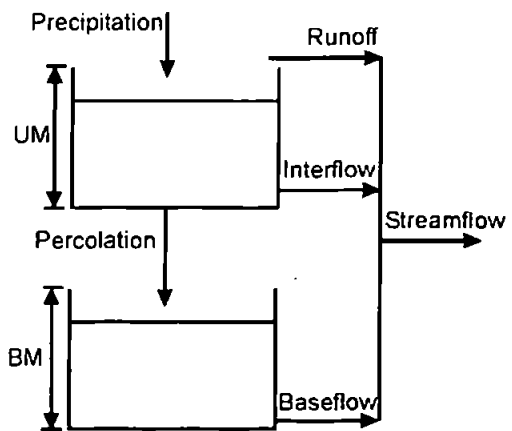 Precipitation
Runoff
UM
Interflow
Streamflow
Percolation
BM
Baseflow